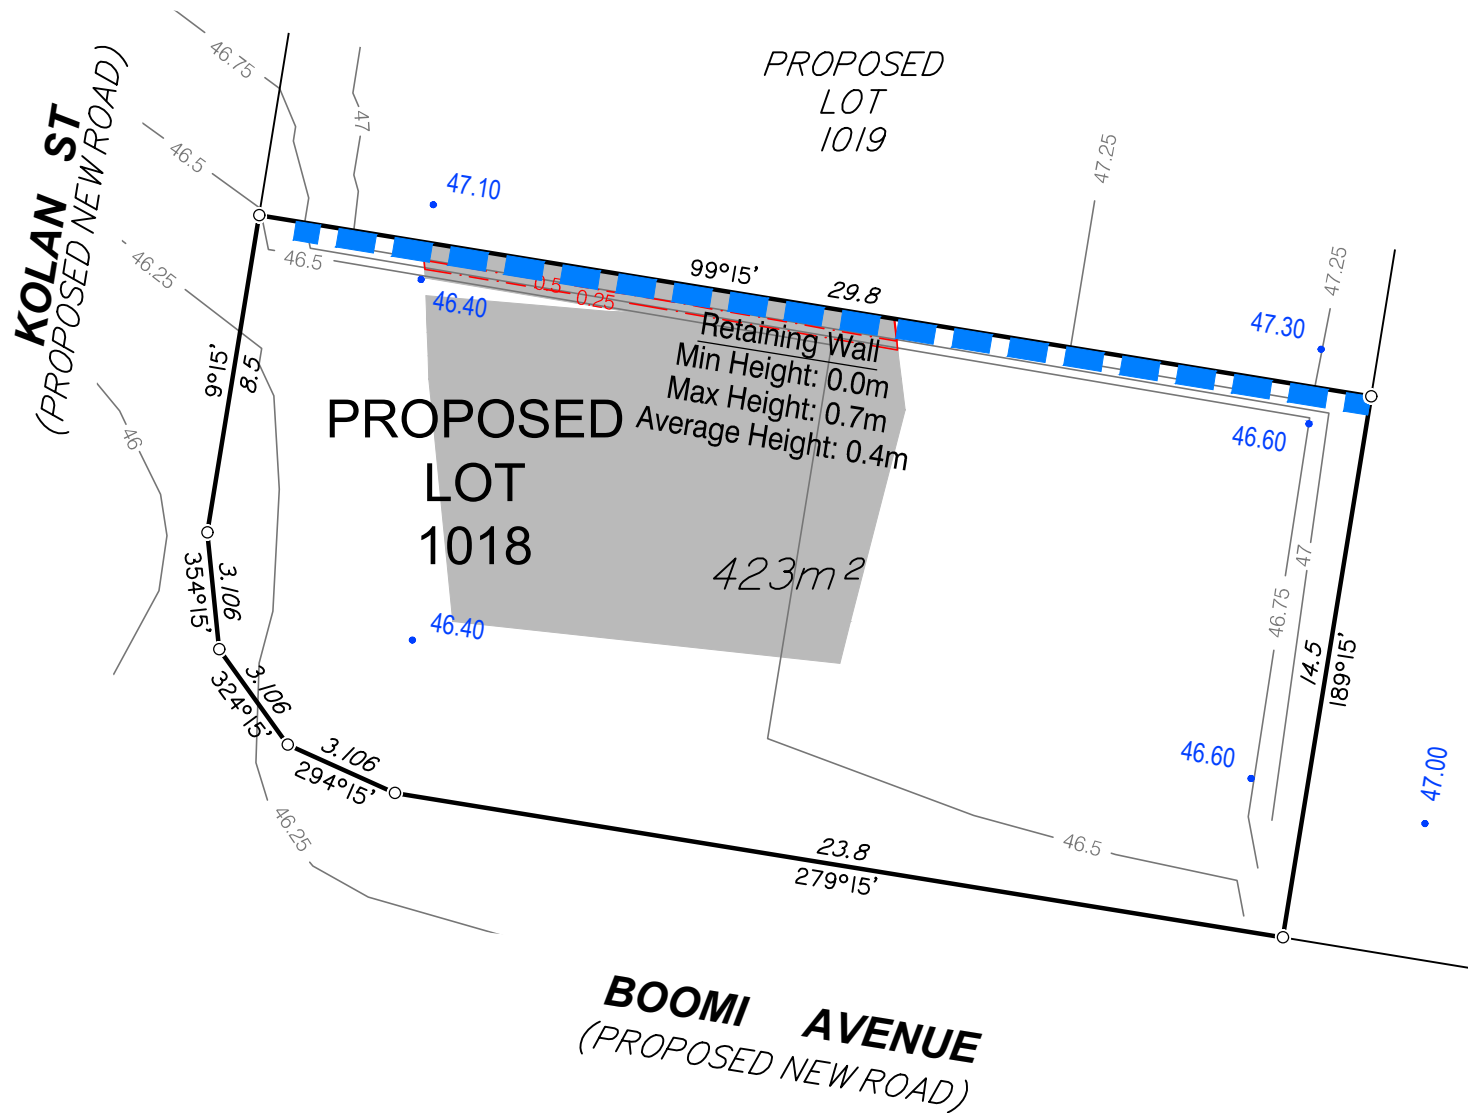 PROPOSED
LOT
1019
KOLAN ST
(PROPOSED NEW ROAD)
46.75
47
46.5
46.25
46
47.10
47.25
47.25
47.30
46.5
46.40
99°15'
29.8
0.5
0.25
Retaining Wall
Min Height: 0.0m
Max Height: 0.7m
Average Height: 0.4m
9°15'
8.5
PROPOSED
LOT
1018
423m²
46.60
47
46.75
14.5
189°15'
46.40
3.106
354°15'
3.106
324°15'
3.106
294°15'
46.25
46.60
47.00
46.5
23.8
279°15'
BOOMI AVENUE
(PROPOSED NEW ROAD)